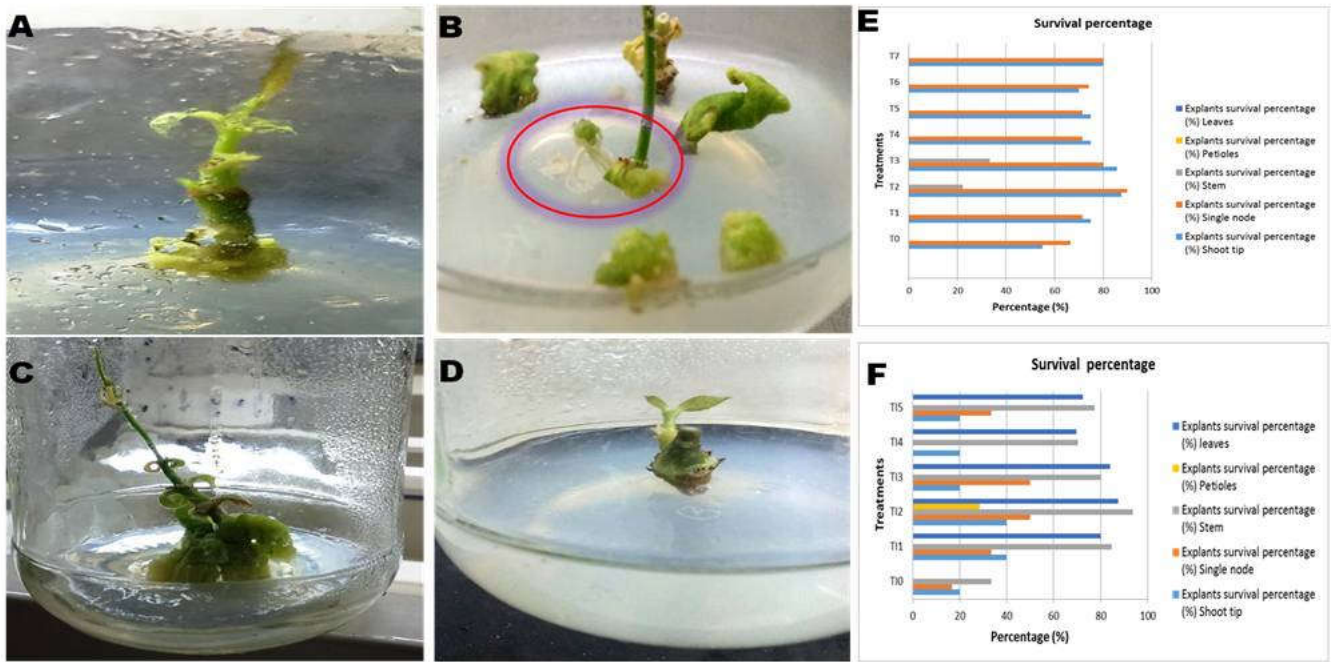 A
B
E
Survival percentage
T7
T6
T5
T4
T3
T2
T1
T0
Treatments
0 20 40 60 80 100
Percentage (%)
Explants survival percentage
(%) Leaves
Explants survival percentage
(%) Petioles
Explants survival percentage
(%) Stem
Explants survival percentage
(%) Single node
Explants survival percentage
(%) Shoot tip
C
D
F
Survival percentage
TI5
TI4
TI3
TI2
TI1
TI0
Treatments
0 20 40 60 80 100
Percentage (%)
Explants survival percentage
(%) leaves
Explants survival percentage
(%) Petioles
Explants survival percentage
(%) Stem
Explants survival percentage
(%) Single node
Explants survival percentage
(%) Shoot tip